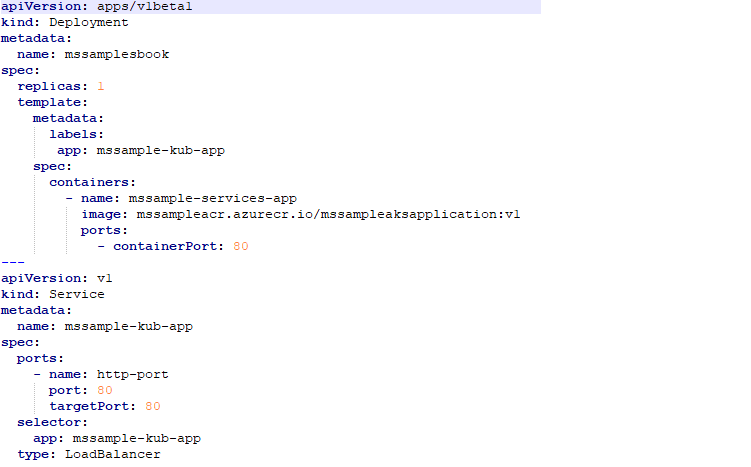 apiVersion: apps/v1beta1
kind: Deployment
metadata:
  name: mssamplesbook
spec:
  replicas: 1
  template:
    metadata:
      labels:
       app: mssample-kub-app
    spec:
      containers:
        - name: mssample-services-app
          image: mssampleacr.azurecr.io/mssampleaksapplication:v1
          ports:
            - containerPort: 80
---
apiVersion: v1
kind: Service
metadata:
  name: mssample-kub-app
spec:
  ports:
    - name: http-port
      port: 80
      targetPort: 80
  selector:
    app: mssample-kub-app
  type: LoadBalancer